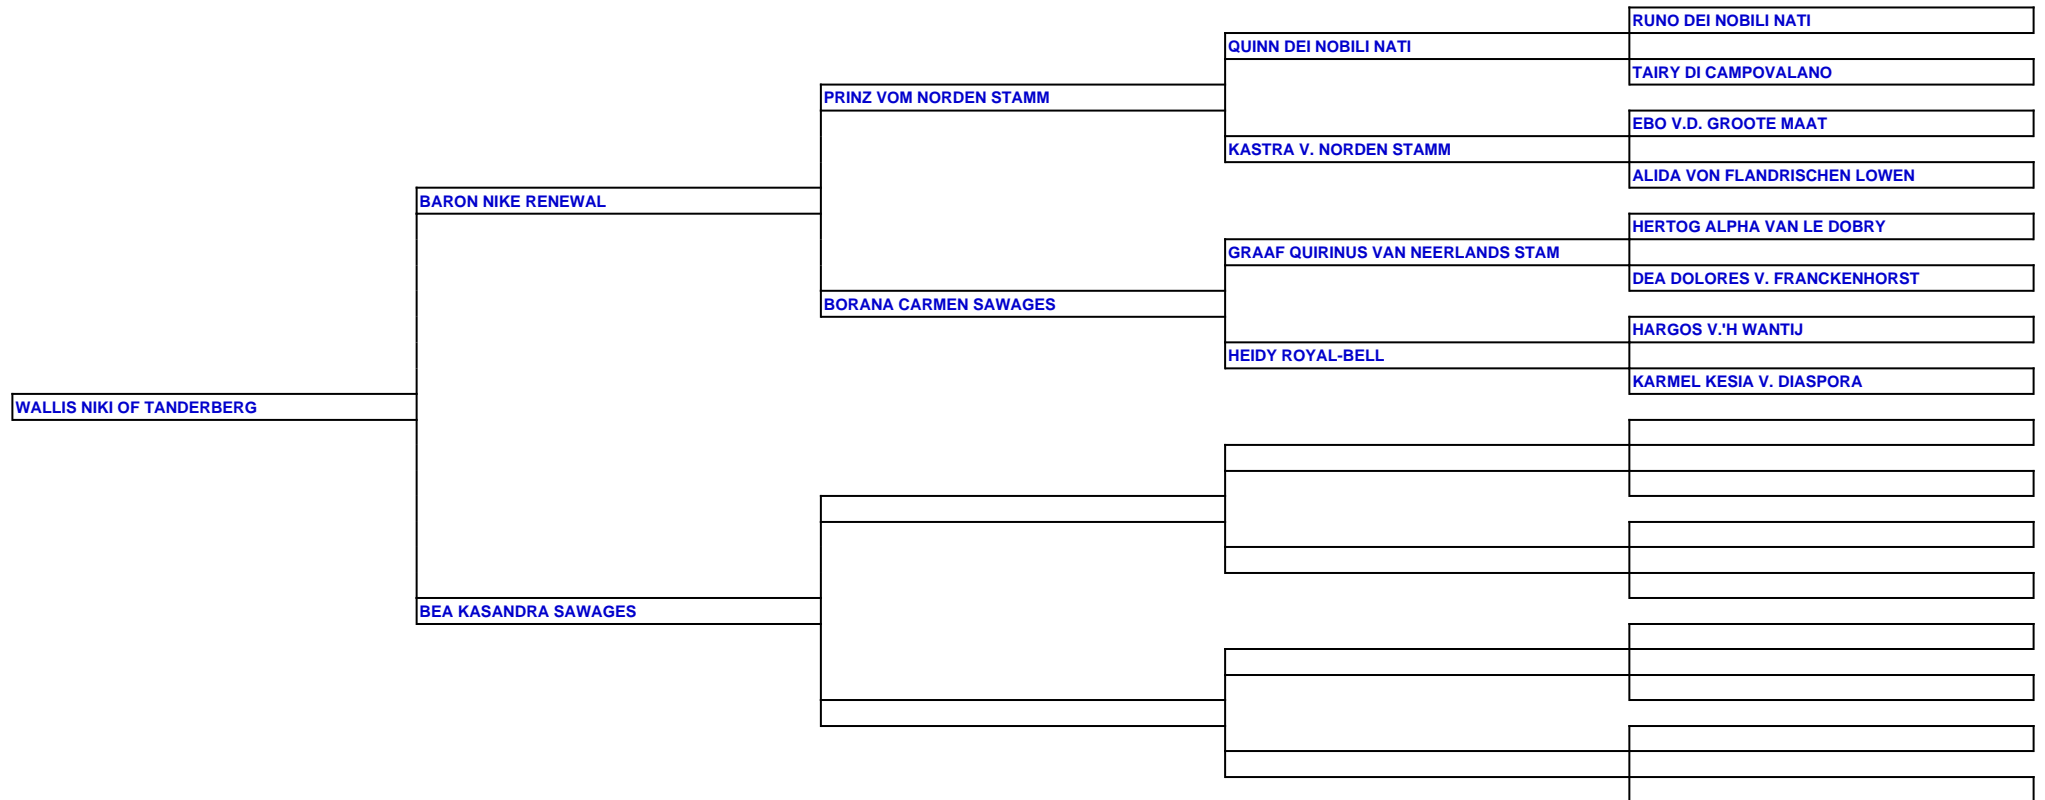 RUNO DEI NOBILI NATI
QUINN DEI NOBILI NATI
TAIRY DI CAMPOVALANO
PRINZ VOM NORDEN STAMM
EBO V.D. GROOTE MAAT
KASTRA V. NORDEN STAMM
ALIDA VON FLANDRISCHEN LOWEN
BARON NIKE RENEWAL
HERTOG ALPHA VAN LE DOBRY
GRAAF QUIRINUS VAN NEERLANDS STAM
DEA DOLORES V. FRANCKENHORST
BORANA CARMEN SAWAGES
HARGOS V.'H WANTIJ
HEIDY ROYAL-BELL
KARMEL KESIA V. DIASPORA
WALLIS NIKI OF TANDERBERG
BEA KASANDRA SAWAGES